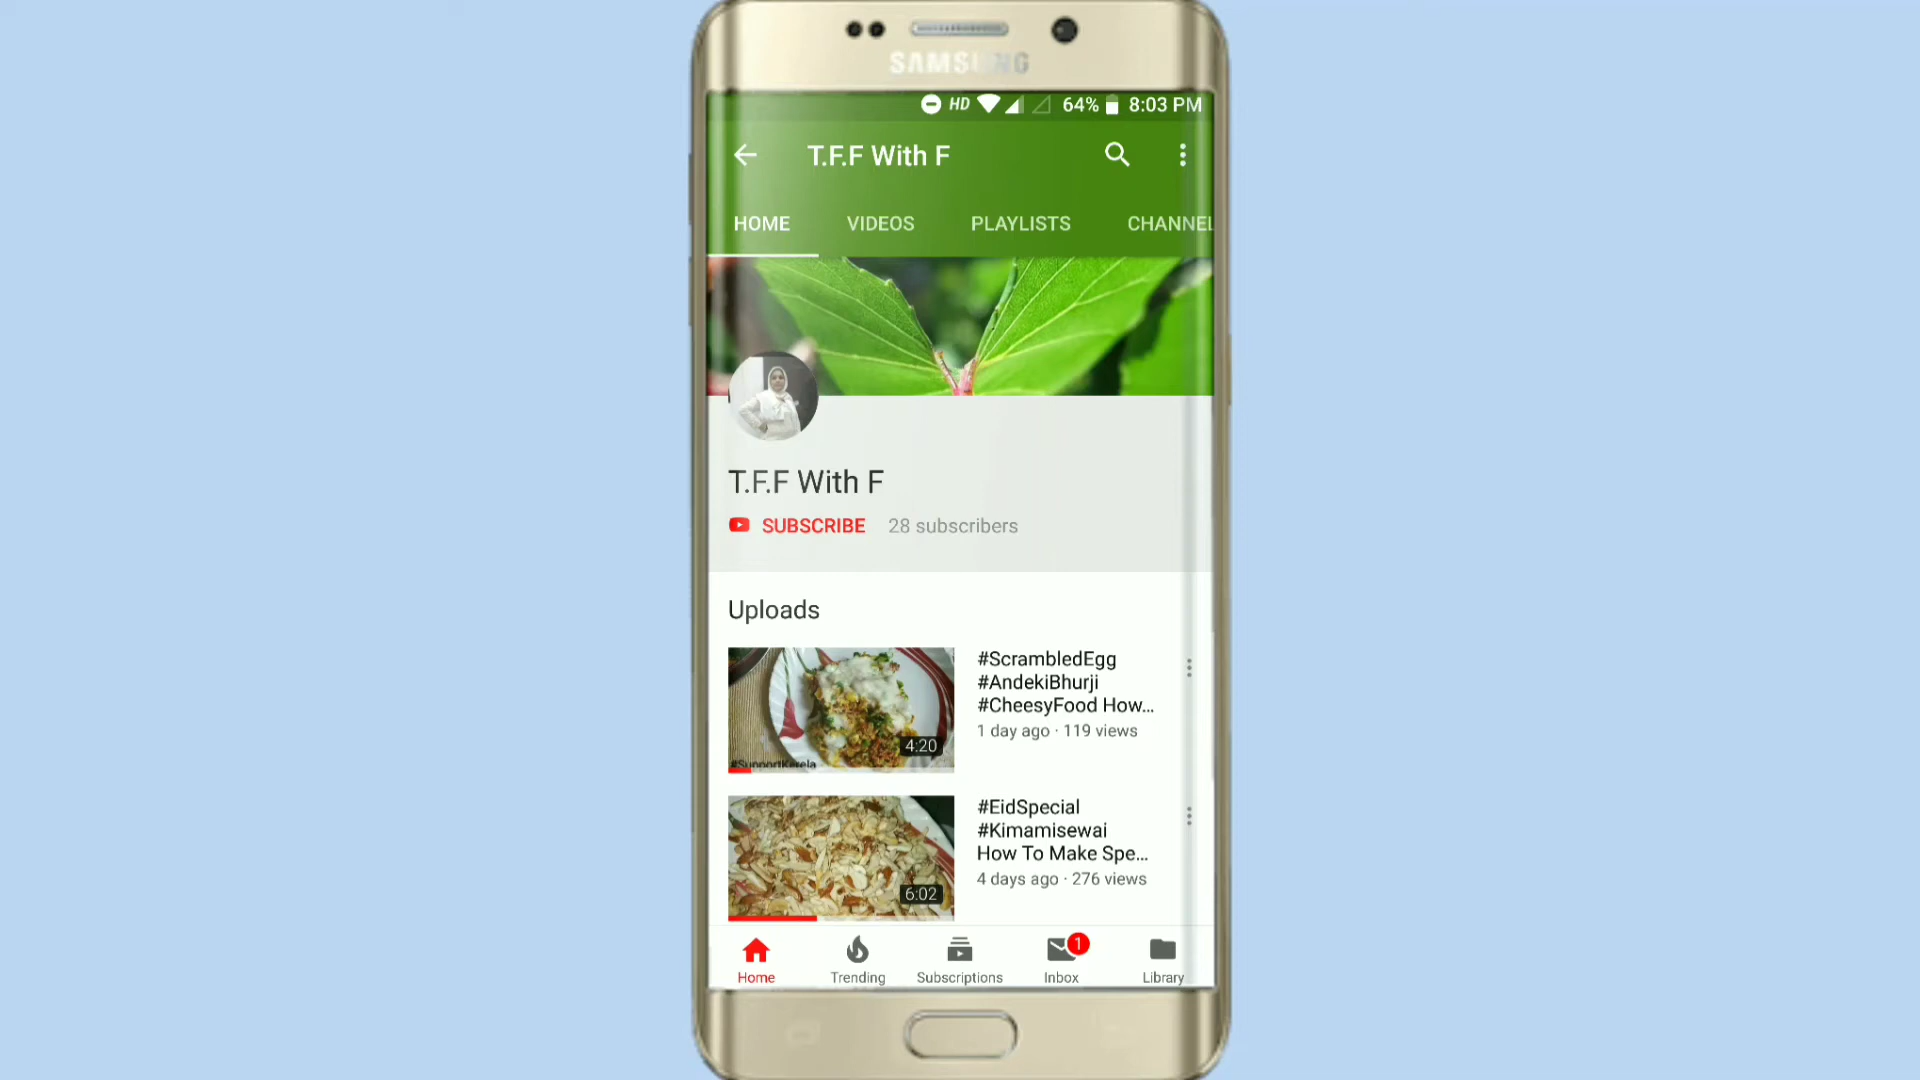 SAMSUNG
HD 64% 8:03 PM
T.F.F With F
HOME VIDEOS PLAYLISTS CHANNEL
T.F.F With F
SUBSCRIBE 28 subscribers
Uploads
#ScrambledEgg
#AndekiBhurji
#CheesyFood How...
1 day ago · 119 views
4:20
#SupportKerela
#EidSpecial
#Kimamisewai
How To Make Spe...
4 days ago · 276 views
6:02
1
Home Trending Subscriptions Inbox Library